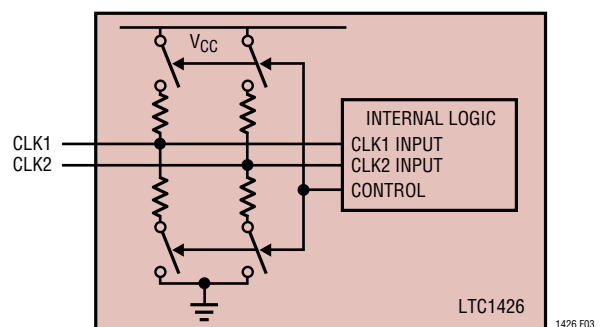 VCC
INTERNAL LOGIC
CLK1
CLK1 INPUT
CLK2
CLK2 INPUT
CONTROL
LTC1426
1426 F03